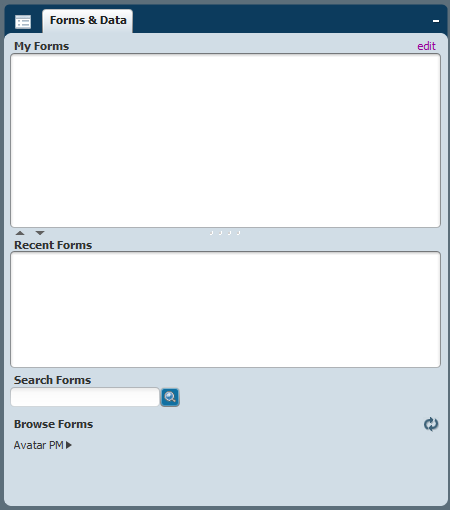 Forms & Data
My Forms edit
Recent Forms
Search Forms
Browse Forms
Avatar PM